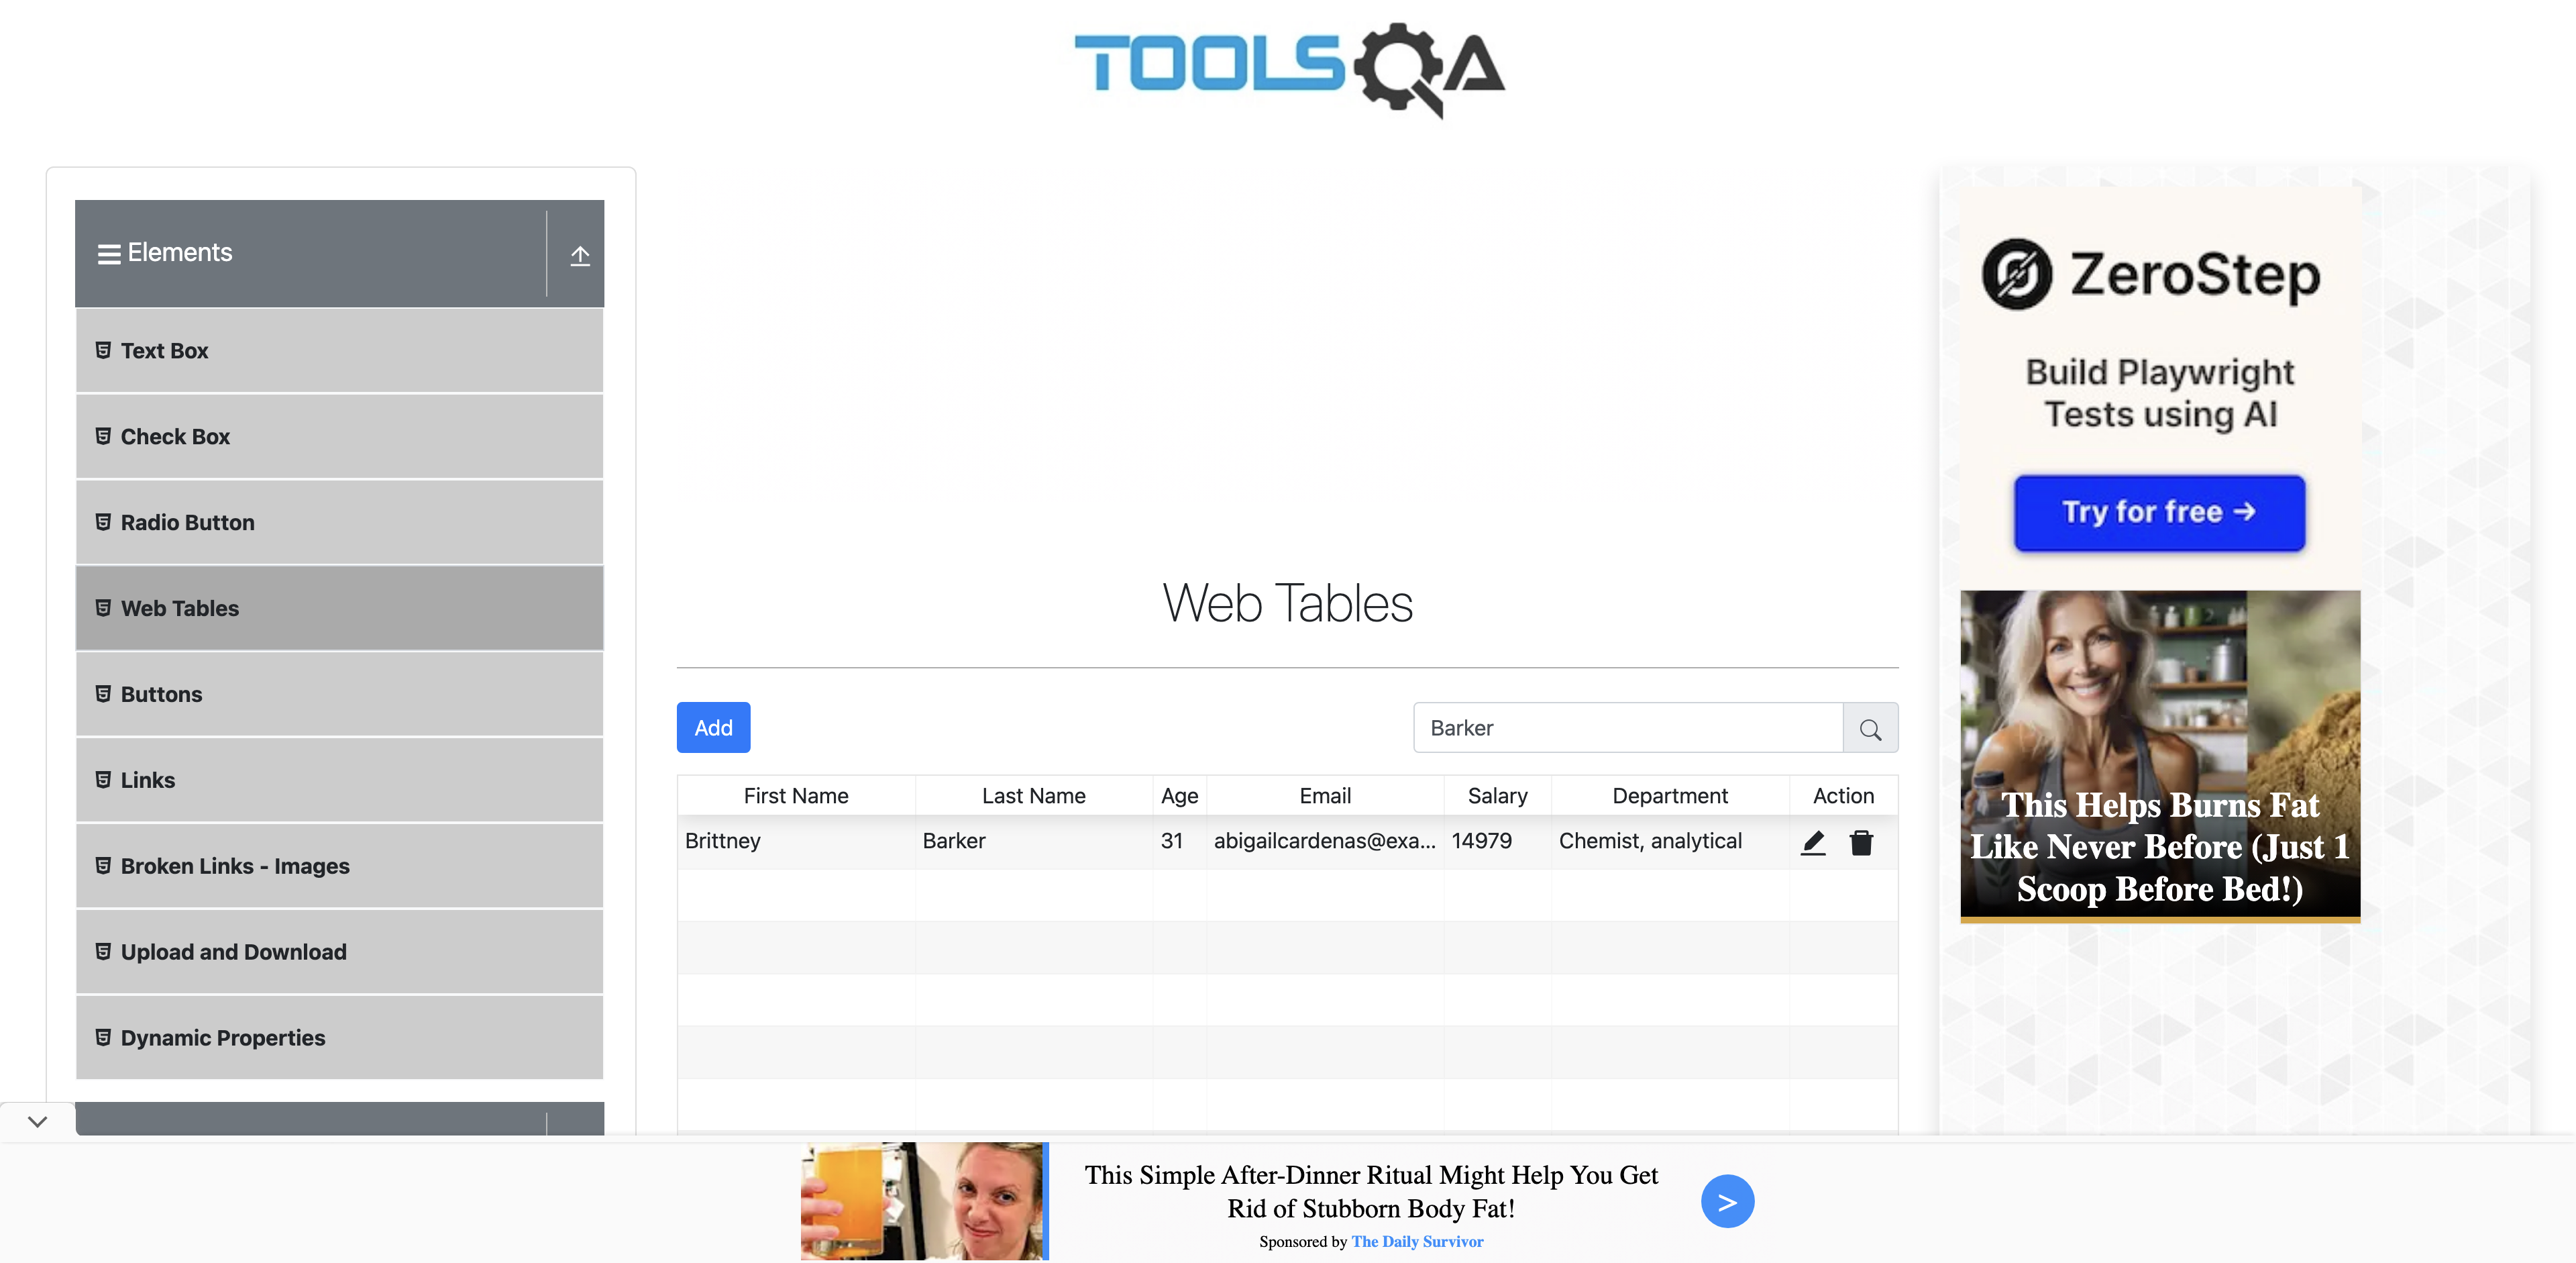 TOOLSQA
Elements
Text Box
Check Box
Radio Button
Web Tables
Buttons
Links
Broken Links - Images
Upload and Download
Dynamic Properties
Web Tables
Add
Barker
First Name Last Name Age Email Salary Department Action
Brittney Barker 31 abigailcardenas@exa... 14979 Chemist, analytical
ZeroStep
Build Playwright
Tests using AI
Try for free →
This Helps Burns Fat
Like Never Before (Just 1
Scoop Before Bed!)
This Simple After-Dinner Ritual Might Help You Get
Rid of Stubborn Body Fat!
Sponsored by The Daily Survivor
>